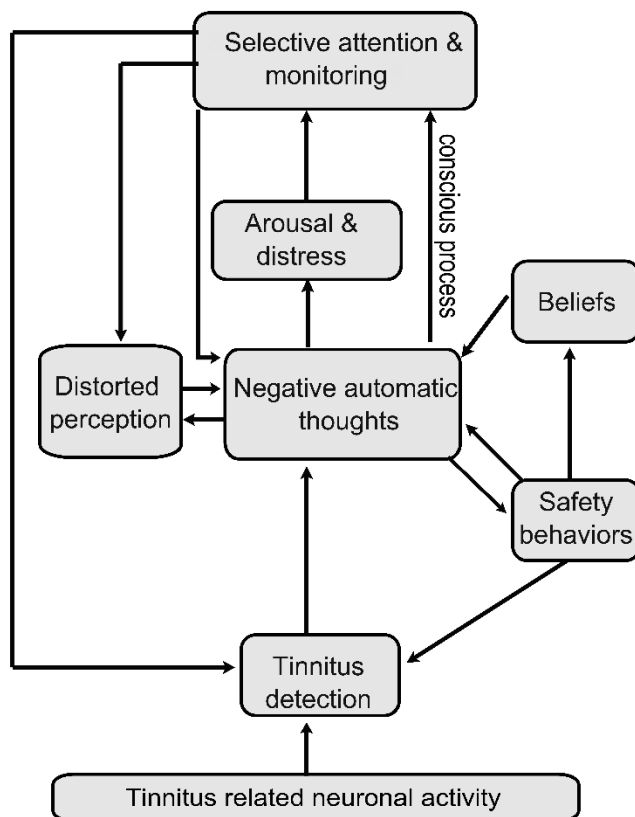 Selective attention &
monitoring
conscious process
Arousal &
distress
Beliefs
Distorted
perception
Negative automatic
thoughts
Safety
behaviors
Tinnitus
detection
Tinnitus related neuronal activity